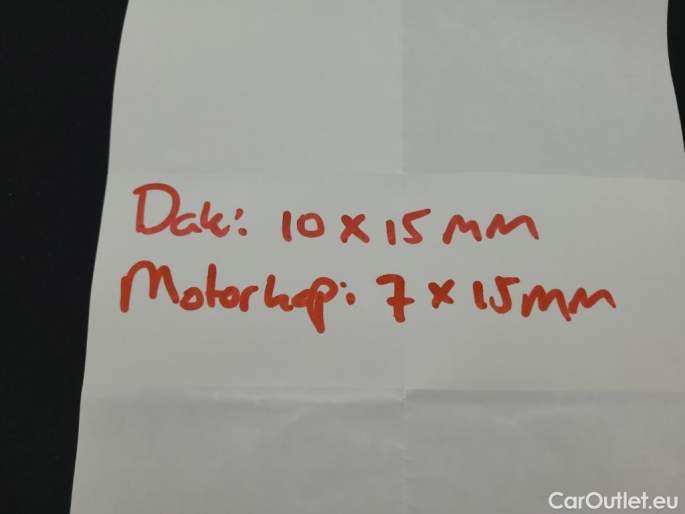 Dak: 10 x 15 mm
Motorkap: 7 x 15 mm
CarOutlet.eu